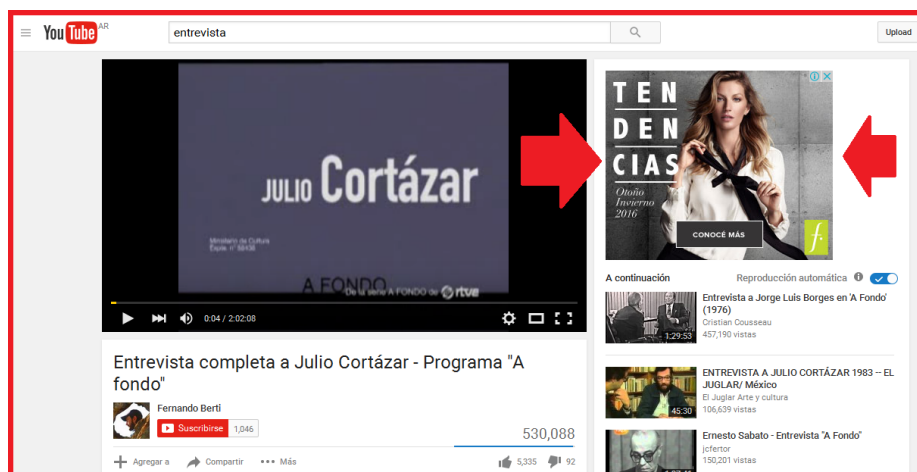 YouTube AR
entrevista
Upload
JULIO Cortázar
Ministerio de Cultura
Expte. nº 58438
A FONDO
De la serie A FONDO de rtve
0:04 / 2:02:08
TEN
DEN
CIAS
Otoño
Invierno
2016
CONOCÉ MÁS
f.
A continuación
Reproducción automática
Entrevista a Jorge Luis Borges en 'A Fondo'
(1976)
Cristian Cousseau
457,190 vistas
1:29:53
ENTREVISTA A JULIO CORTÁZAR 1983 -- EL
JUGLAR/ México
El Juglar Arte y cultura
106,639 vistas
45:30
Ernesto Sabato - Entrevista "A Fondo"
jcfertor
150,201 vistas
Entrevista completa a Julio Cortázar - Programa "A
fondo"
Fernando Berti
Suscribirse 1,046
530,088
Agregar a Compartir Más
5,335 92